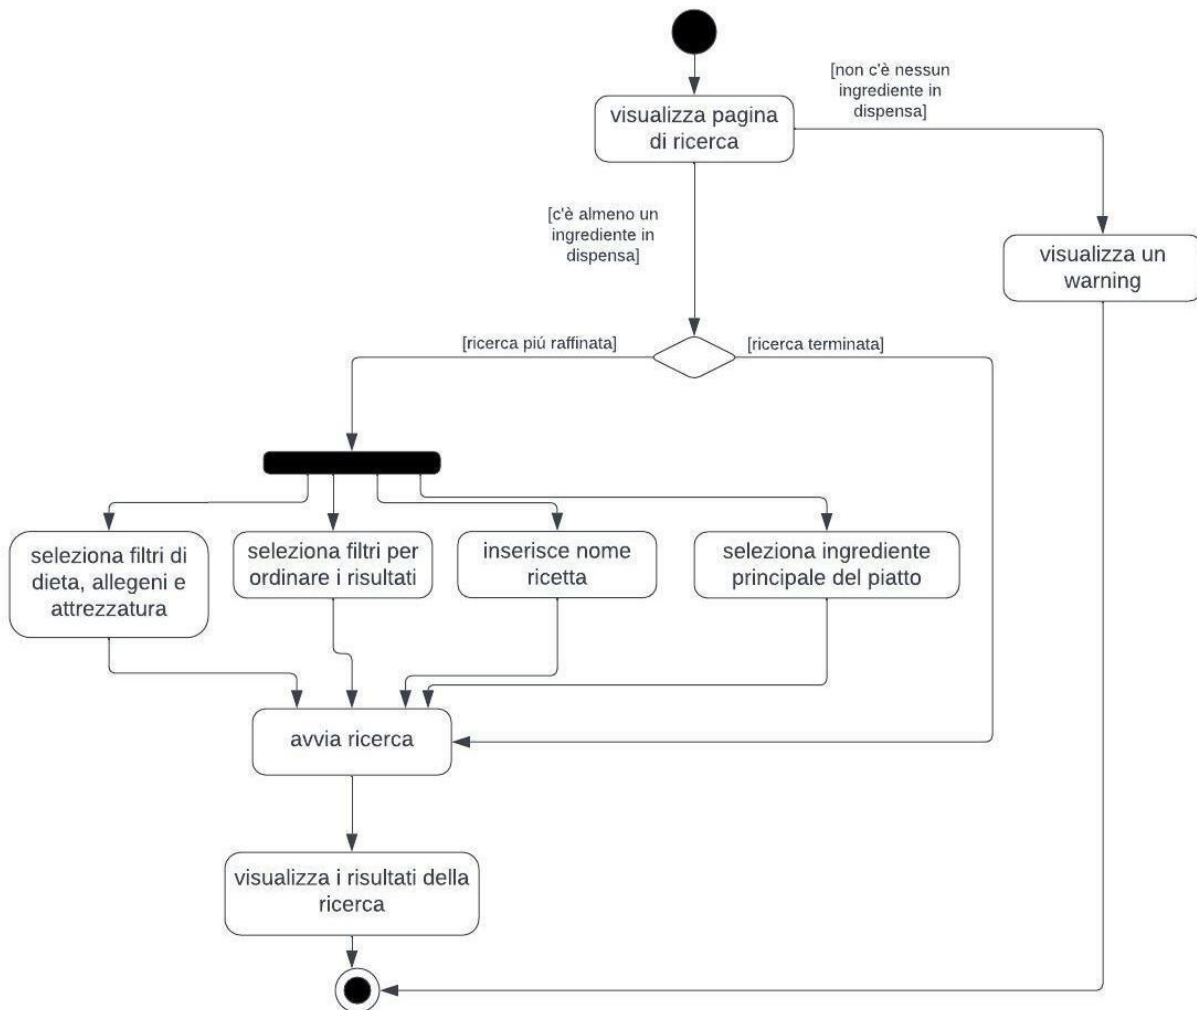 [non c'è nessun
ingrediente in
dispensa]
visualizza pagina
di ricerca
[c'è almeno un
ingrediente in
dispensa]
visualizza un
warning
[ricerca piú raffinata]
[ricerca terminata]
seleziona filtri di
dieta, allegeni e
attrezzatura
seleziona filtri per
ordinare i risultati
inserisce nome
ricetta
seleziona ingrediente
principale del piatto
avvia ricerca
visualizza i risultati della
ricerca